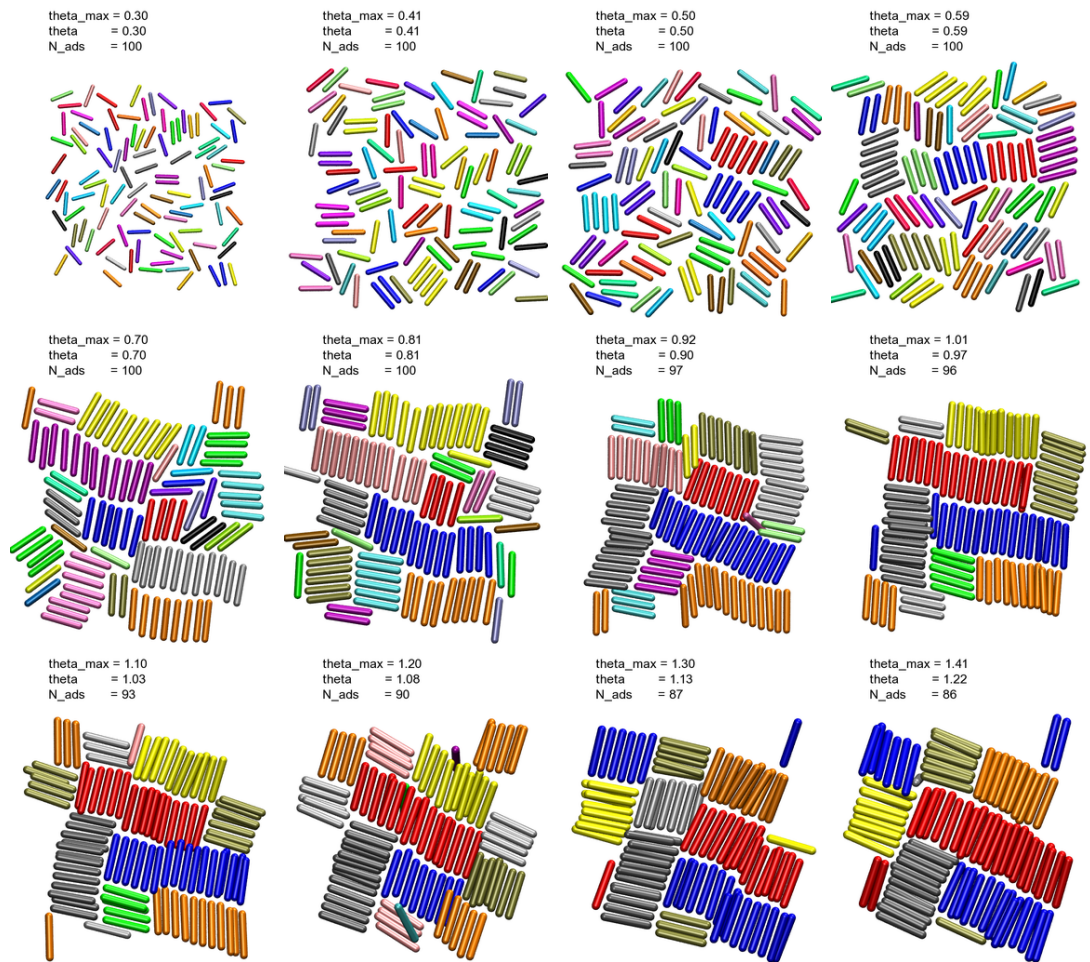 theta_max = 0.30
theta = 0.30
N_ads = 100
theta_max = 0.41
theta = 0.41
N_ads = 100
theta_max = 0.50
theta = 0.50
N_ads = 100
theta_max = 0.59
theta = 0.59
N_ads = 100
theta_max = 0.70
theta = 0.70
N_ads = 100
theta_max = 0.81
theta = 0.81
N_ads = 100
theta_max = 0.92
theta = 0.90
N_ads = 97
theta_max = 1.01
theta = 0.97
N_ads = 96
theta_max = 1.10
theta = 1.03
N_ads = 93
theta_max = 1.20
theta = 1.08
N_ads = 90
theta_max = 1.30
theta = 1.13
N_ads = 87
theta_max = 1.41
theta = 1.22
N_ads = 86